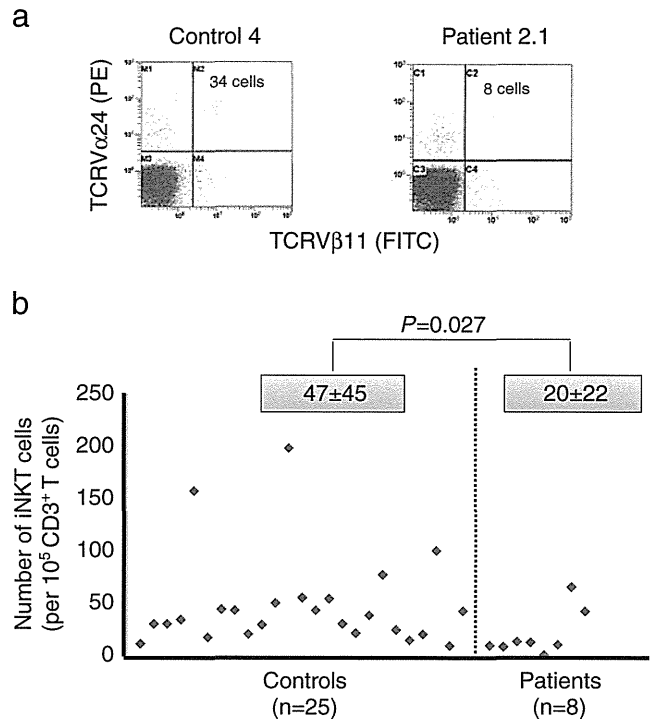 a
Control 4
Patient 2.1
TCRVα24 (PE)
M1
M2
34 cells
M3
M4
C1
C2
8 cells
C3
C4
TCRVβ11 (FITC)
b
P=0.027
47±45
20±22
Number of iNKT cells
(per 10⁵ CD3⁺ T cells)
250
200
150
100
50
0
Controls
(n=25)
Patients
(n=8)